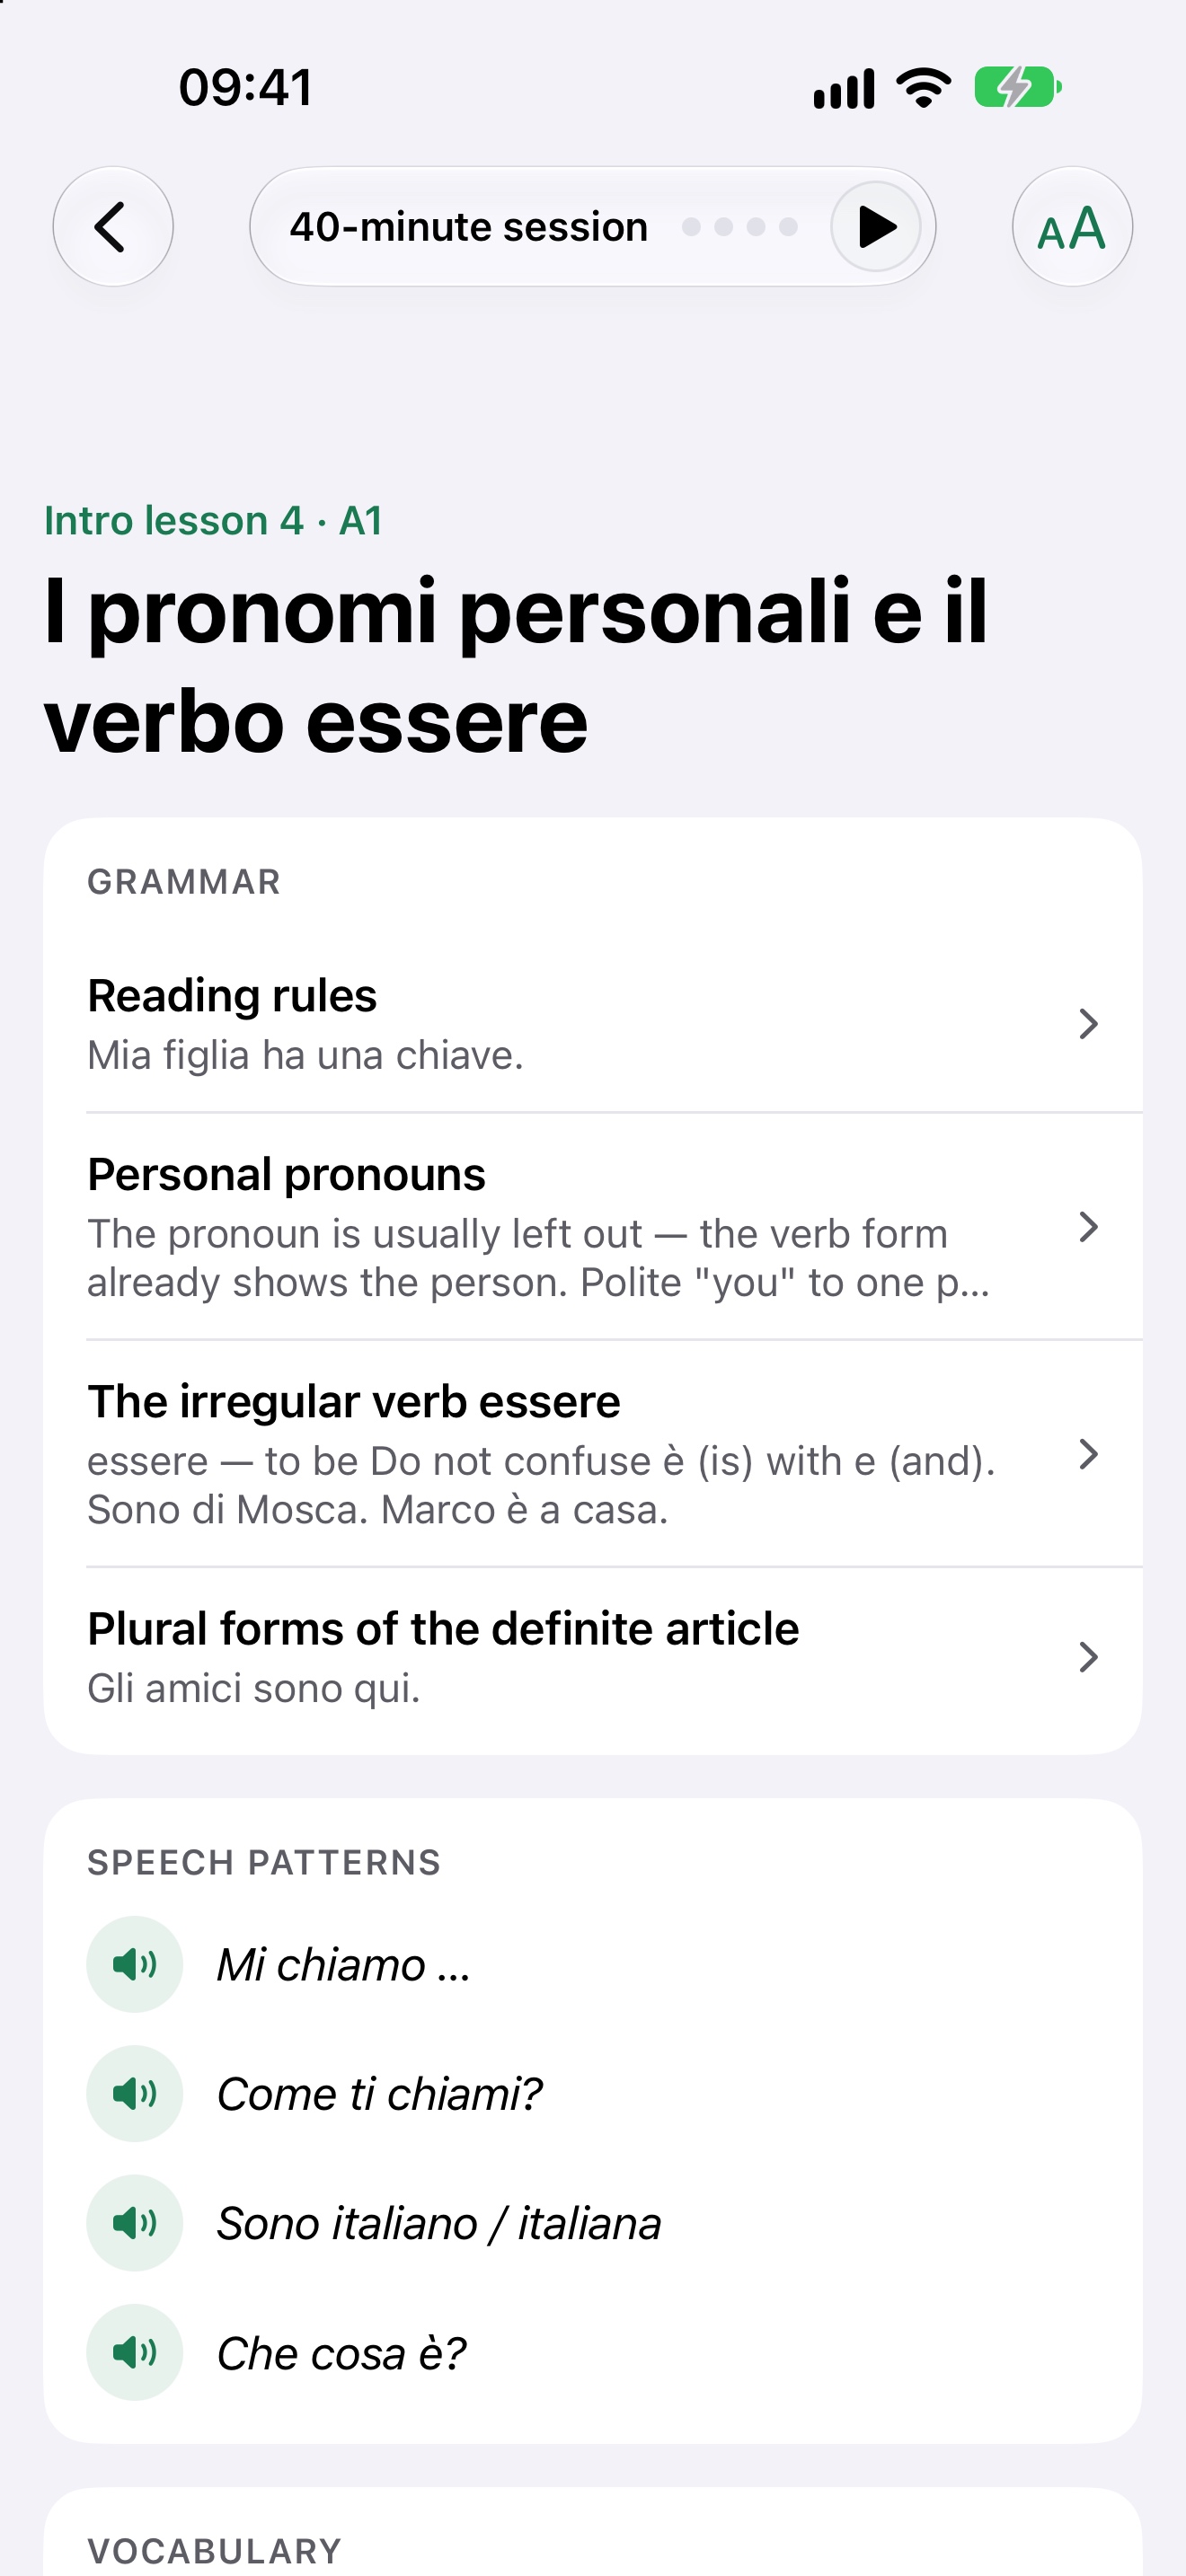 09:41
40-minute session
AA
Intro lesson 4 · A1
I pronomi personali e il
verbo essere
GRAMMAR
Reading rules
Mia figlia ha una chiave.
Personal pronouns
The pronoun is usually left out — the verb form
already shows the person. Polite "you" to one p...
The irregular verb essere
essere — to be Do not confuse è (is) with e (and).
Sono di Mosca. Marco è a casa.
Plural forms of the definite article
Gli amici sono qui.
SPEECH PATTERNS
Mi chiamo ...
Come ti chiami?
Sono italiano / italiana
Che cosa è?
VOCABULARY